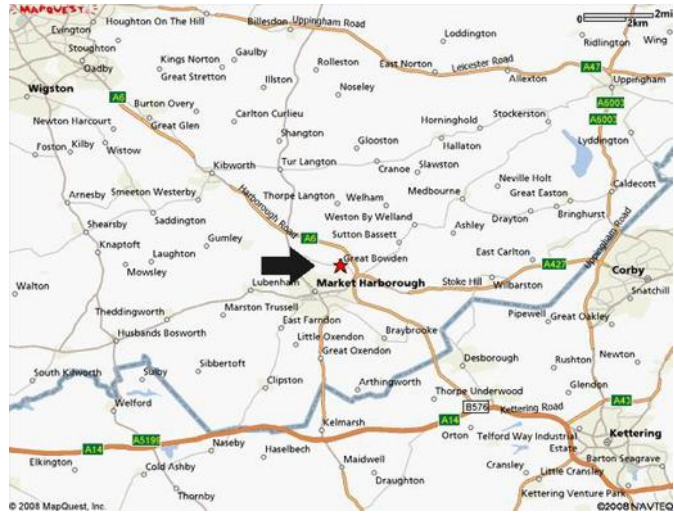 MAPQUEST
Houghton On The Hill
Billesdon
Uppingham Road
Loddington
2mi
0
2km
Evington
Ridlington
Wing
Stoughton
Gaulby
Rolleston
East Norton
Leicester Road
Kings Norton
Oadby
Great Stretton
Allexton
A47
Illston
Noseley
Uppingham
Wigston
A6
Burton Overy
A6003
Carlton Curlieu
Stockerston
Great Glen
Horninghold
A6003
Newton Harcourt
Shangton
Glooston
Hallaton
Lyddington
Foston
Kilby
Wistow
Tur Langton
Cranoe
Slawston
Kibworth
Neville Holt
Caldecott
Smeeton Westerby
Thorpe Langton
Welham
Medbourne
Great Easton
Arnesby
Harborough Road
Weston By Welland
Drayton
Bringhurst
Saddington
Shearsby
Sutton Bassett
Ashley
Uppingham Road
Gumley
A6
Knaptoft
Laughton
East Carlton
Great Bowden
A427
Mowsley
Corby
Stoke Hill
Walton
Lubenham
Market Harborough
Wilbarston
Snatchill
Theddingworth
Marston Trussell
Pipewell
Great Oakley
East Farndon
Husbands Bosworth
Braybrooke
Little Oxendon
Great Oxendon
Desborough
Rushton
Newton
Sibbertoft
South Kilworth
Sulby
Clipston
Arthingworth
Glendon
Thorpe Underwood
Welford
B576
Kettering Road
A43
Kelmarsh
A14
Orton
Telford Way Industrial
Estate
Kettering
A5199
A14
Naseby
Haselbech
Barton Seagrave
Elkington
Cold Ashby
Maidwell
Cransley
Little Cransley
Draughton
Thornby
Kettering Venture Park
© 2008 MapQuest, Inc.
©2008 NAVTEQ